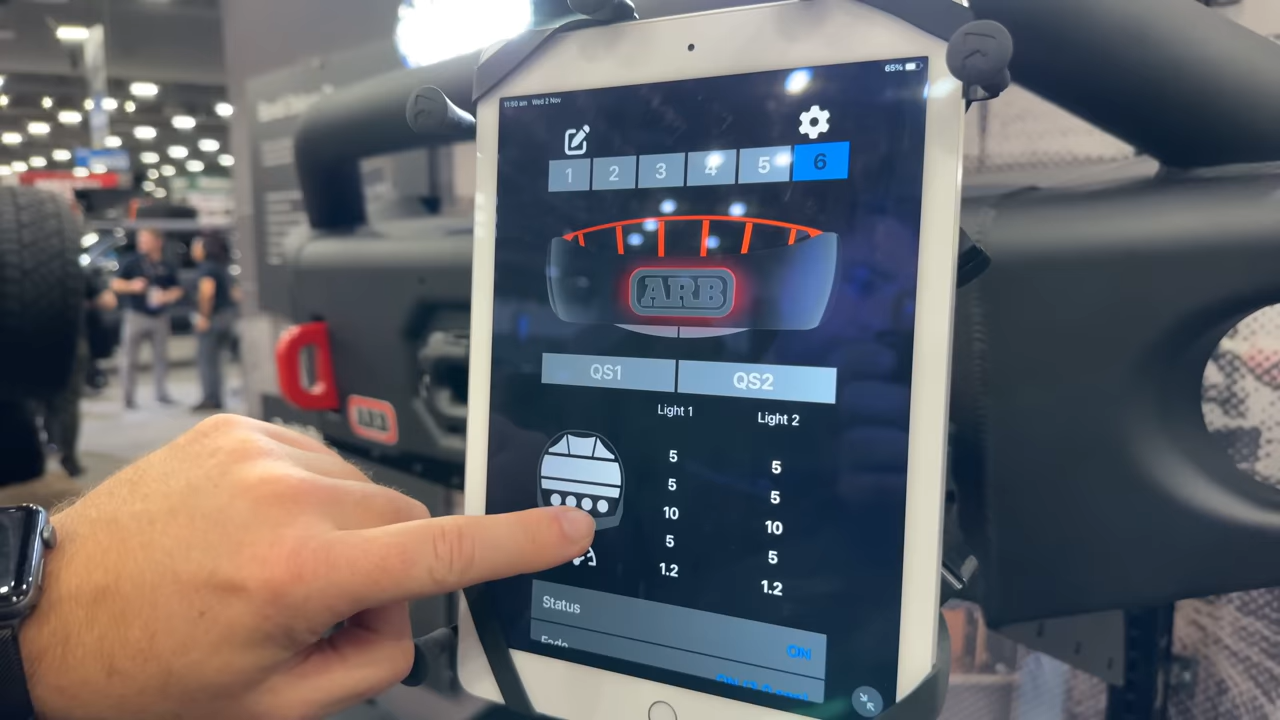 11:50 am Wed 2 Nov
65%
1 2 3 4 5 6
ARB
QS1 QS2
Light 1 Light 2
5 5
5 5
10 10
5 5
1.2 1.2
Status ON
Fade
ARB